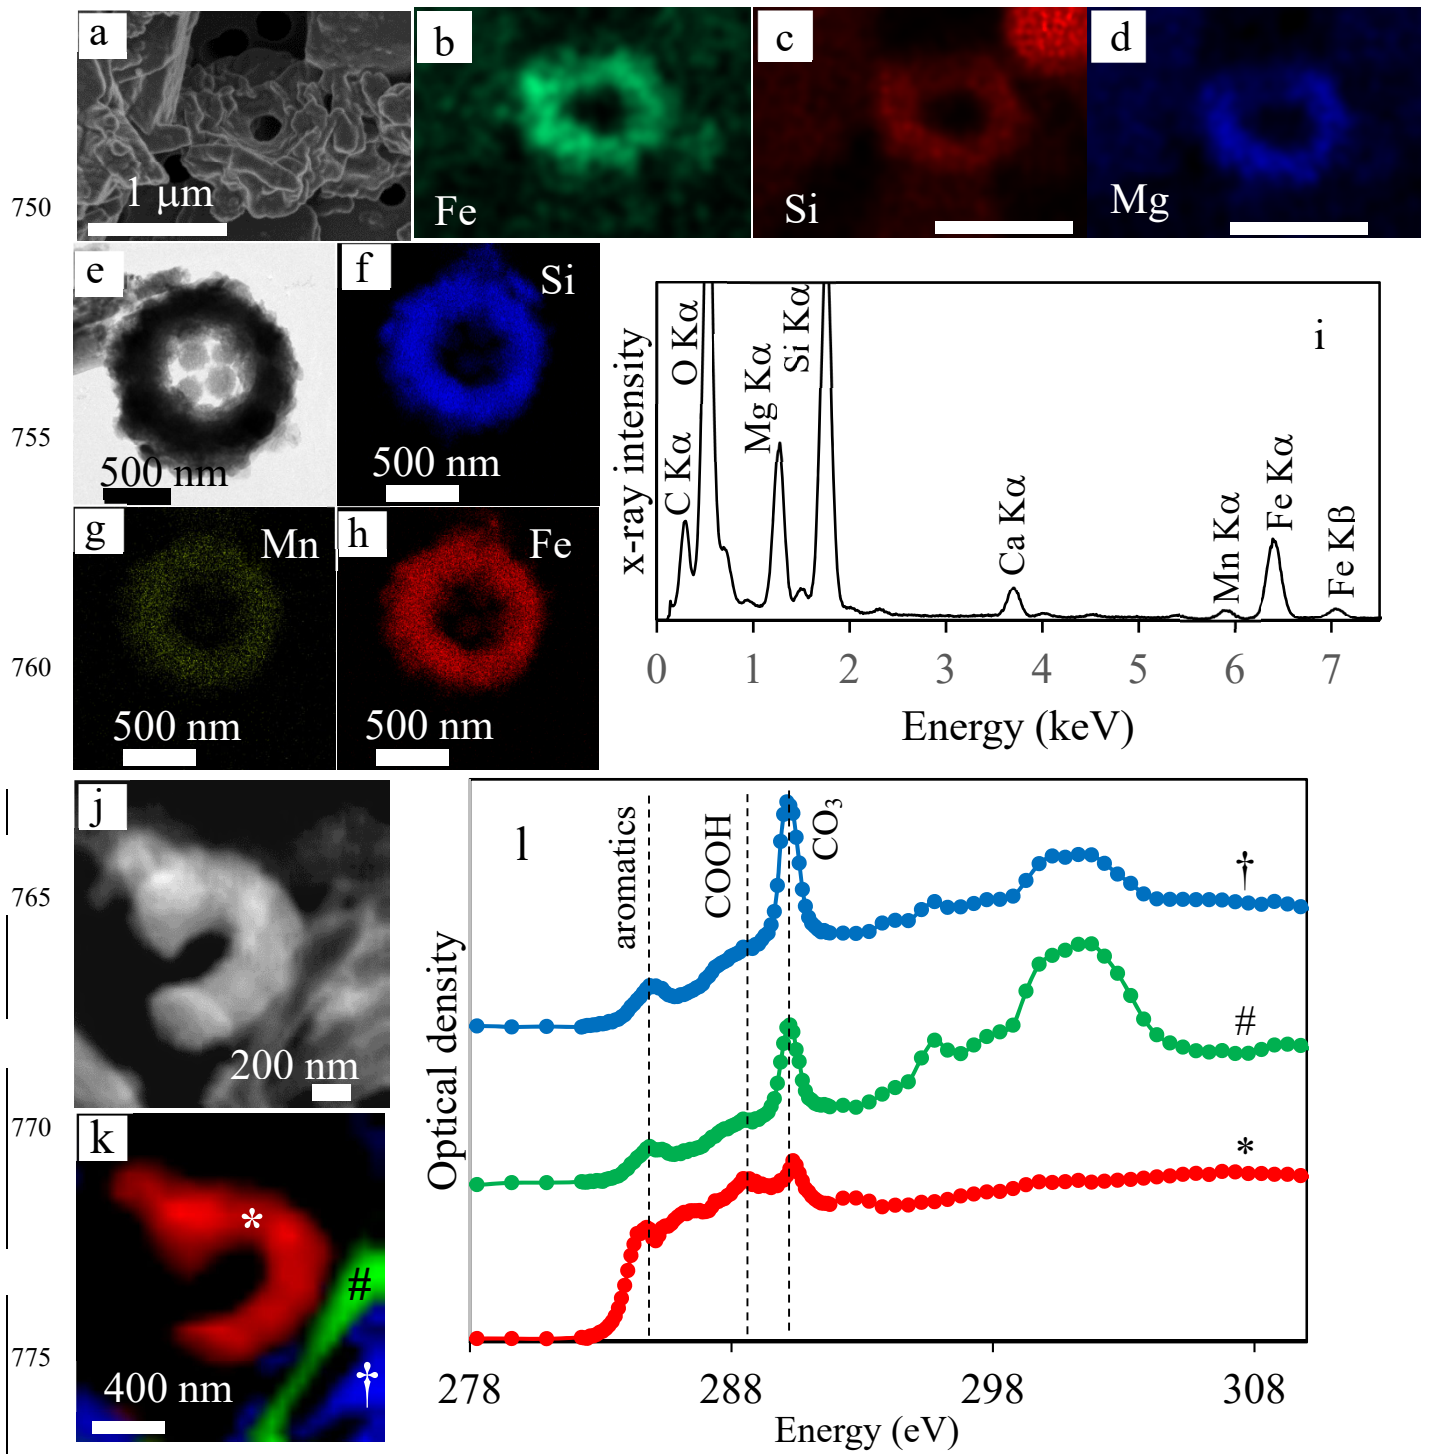 a
1 µm
b
Fe
c
Si
d
Mg
750
e
500 nm
f
Si
500 nm
755
g
Mn
500 nm
h
Fe
500 nm
760
i
x-ray intensity
C Kα
O Kα
Mg Kα
Si Kα
Ca Kα
Mn Kα
Fe Kα
Fe Kß
0 1 2 3 4 5 6 7
Energy (keV)
j
200 nm
765
770
k
*
#
†
400 nm
775
l
Optical density
aromatics
COOH
CO₃
†
#
*
278 288 298 308
Energy (eV)